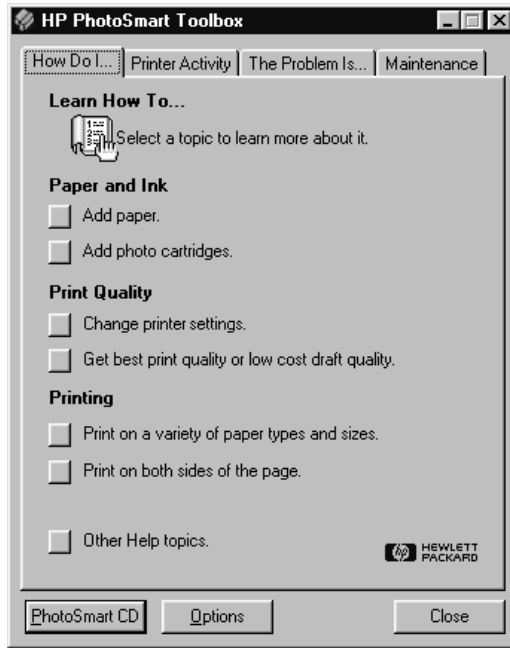 HP PhotoSmart Toolbox
How Do I... Printer Activity The Problem Is... Maintenance
Learn How To...
Select a topic to learn more about it.
Paper and Ink
Add paper.
Add photo cartridges.
Print Quality
Change printer settings.
Get best print quality or low cost draft quality.
Printing
Print on a variety of paper types and sizes.
Print on both sides of the page.
Other Help topics.
hp HEWLETT
PACKARD
PhotoSmart CD Options Close